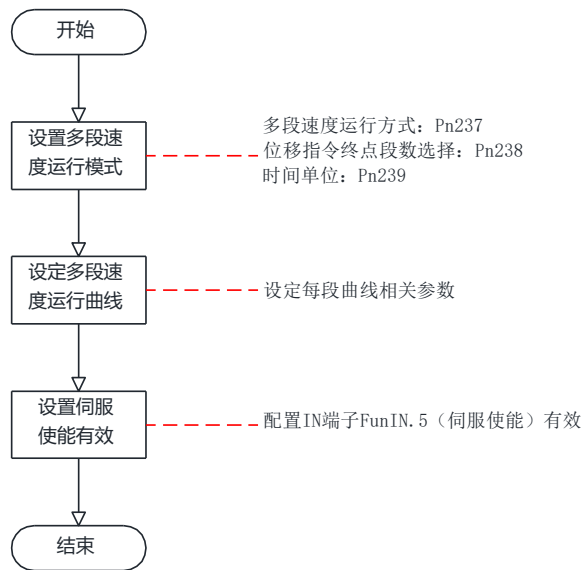 开始
设置多段速
度运行模式
多段速度运行方式：Pn237
位移指令终点段数选择：Pn238
时间单位：Pn239
设定多段速
度运行曲线
设定每段曲线相关参数
设置伺服
使能有效
配置IN端子FunIN.5（伺服使能）有效
结束